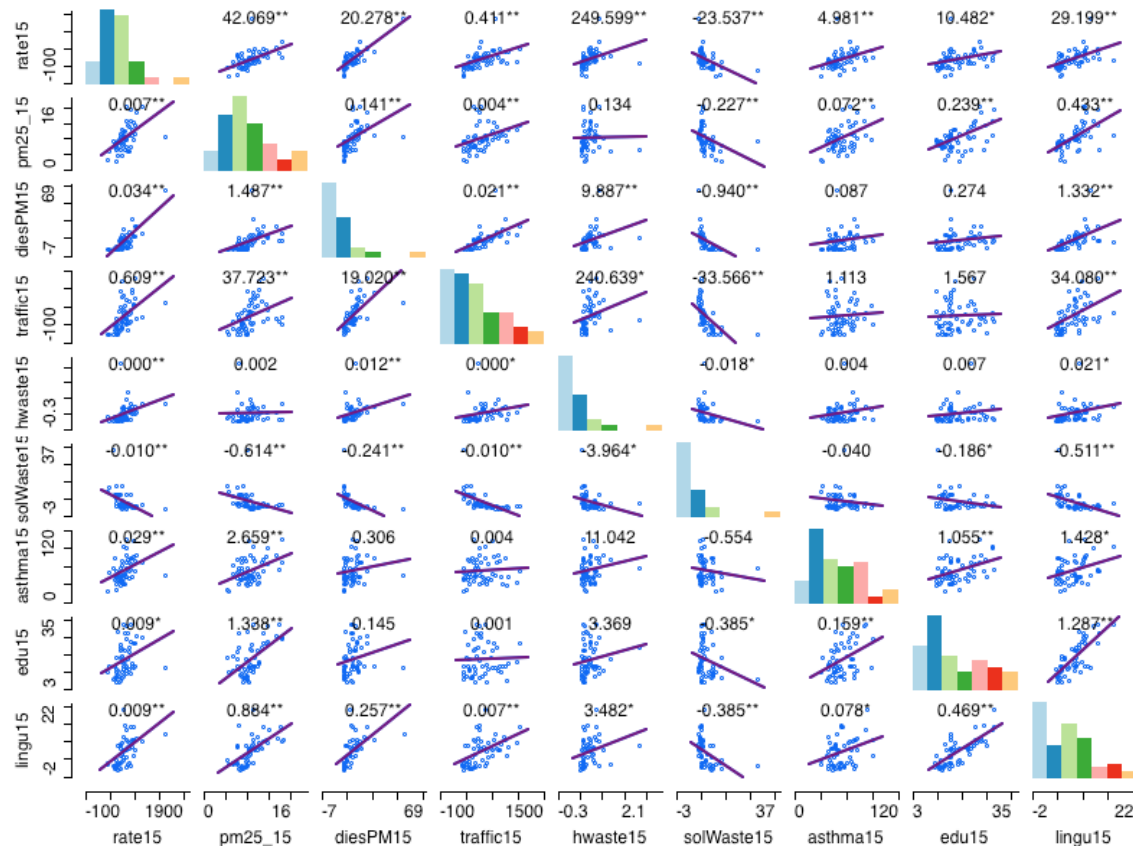 rate15 -100 42.069** 20.278** 0.411** 249.599** -23.537** 4.981** 10.482* 29.199**
pm25_15 16 0 0.007** 0.141** 0.004** 0.134 -0.227** 0.072** 0.239** 0.433**
diesPM15 69 -7 0.034** 1.487** 0.021** 9.887** -0.940** 0.087 0.274 1.332**
traffic15 -100 0.609** 37.723** 19.020** 240.639* -33.566** 1.413 1.567 34.080**
hwaste15 -0.3 0.000** 0.002 0.012** 0.000* -0.018* 0.004 0.007 0.021*
solWaste15 37 -3 -0.010** -0.614** -0.241** -0.010** -3.964* -0.040 -0.186* -0.511**
asthma15 120 0 0.029** 2.659** 0.306 0.004 11.042 -0.554 1.055** 1.428*
edu15 35 3 0.009* 1.338** 0.145 0.001 3.369 -0.385* 0.159** 1.287**
lingu15 22 -2 0.009** 0.884** 0.257** 0.007** 3.482* -0.385** 0.078* 0.469**
-100 1900 0 16 -7 69 -100 1500 -0.3 2.1 -3 37 0 120 3 35 -2 22
rate15 pm25_15 diesPM15 traffic15 hwaste15 solWaste15 asthma15 edu15 lingu15